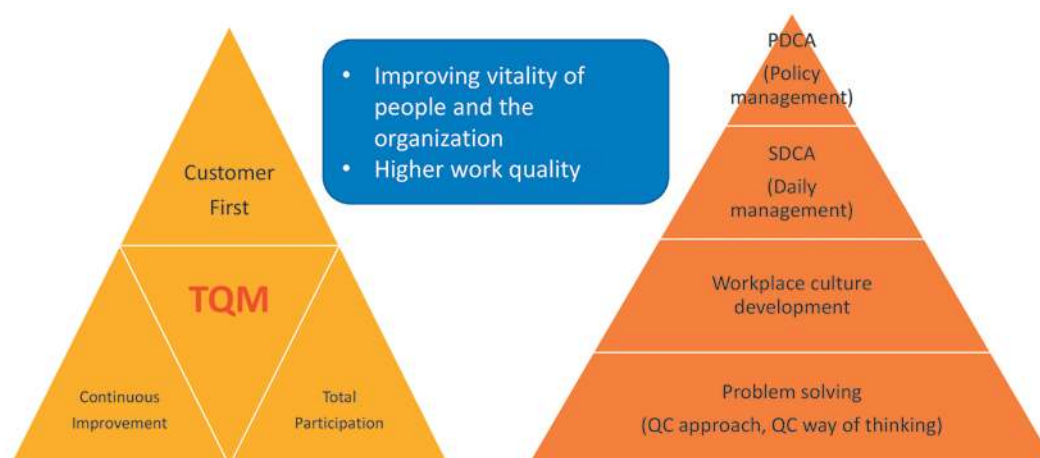 Customer
First
TQM
Continuous
Improvement
Total
Participation
• Improving vitality of
people and the
organization
• Higher work quality
PDCA
(Policy
management)
SDCA
(Daily
management)
Workplace culture
development
Problem solving
(QC approach, QC way of thinking)